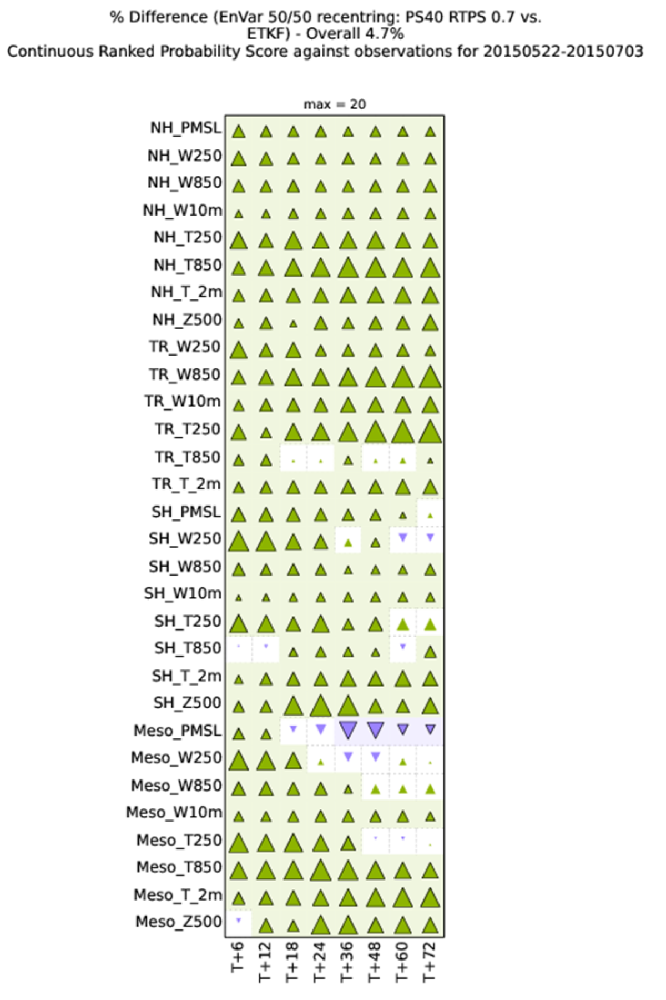 % Difference (EnVar 50/50 recentring: PS40 RTPS 0.7 vs.
ETKF) - Overall 4.7%
Continuous Ranked Probability Score against observations for 20150522-20150703
max = 20
NH_PMSL
NH_W250
NH_W850
NH_W10m
NH_T250
NH_T850
NH_T_2m
NH_Z500
TR_W250
TR_W850
TR_W10m
TR_T250
TR_T850
TR_T_2m
SH_PMSL
SH_W250
SH_W850
SH_W10m
SH_T250
SH_T850
SH_T_2m
SH_Z500
Meso_PMSL
Meso_W250
Meso_W850
Meso_W10m
Meso_T250
Meso_T850
Meso_T_2m
Meso_Z500
T+6
T+12
T+18
T+24
T+36
T+48
T+60
T+72